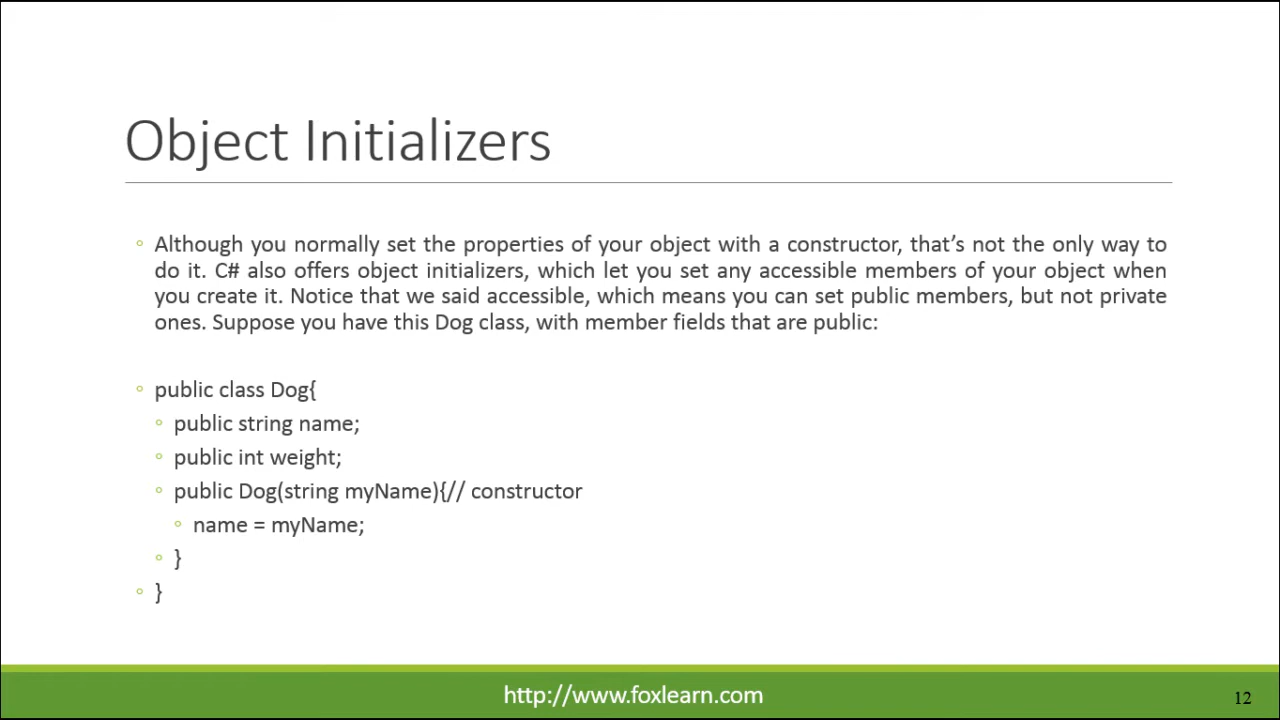 Object Initializers
Although you normally set the properties of your object with a constructor, that’s not the only way to
do it. C# also offers object initializers, which let you set any accessible members of your object when
you create it. Notice that we said accessible, which means you can set public members, but not private
ones. Suppose you have this Dog class, with member fields that are public:
public class Dog{
public string name;
public int weight;
public Dog(string myName){// constructor
name = myName;
}
}
http://www.foxlearn.com
12